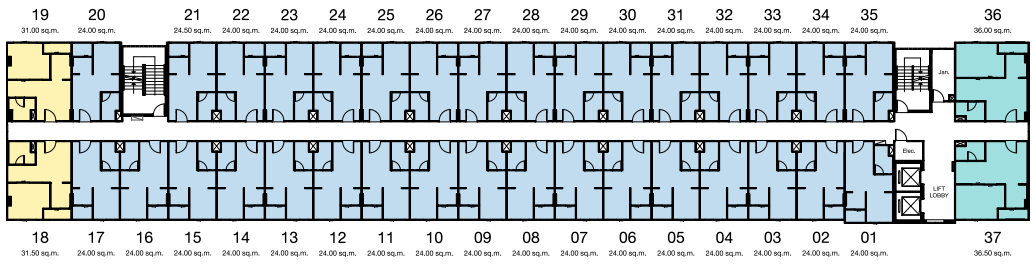 19 20 21 22 23 24 25 26 27 28 29 30 31 32 33 34 35 36
31.00 sq.m. 24.00 sq.m. 24.50 sq.m. 24.00 sq.m. 24.00 sq.m. 24.00 sq.m. 24.00 sq.m. 24.00 sq.m. 24.00 sq.m. 24.00 sq.m. 24.00 sq.m. 24.00 sq.m. 24.00 sq.m. 24.00 sq.m. 24.00 sq.m. 24.00 sq.m. 24.00 sq.m. 36.00 sq.m.
Jan.
Elec.
LIFT
LOBBY
18 17 16 15 14 13 12 11 10 09 08 07 06 05 04 03 02 01 37
31.50 sq.m. 24.00 sq.m. 24.00 sq.m. 24.00 sq.m. 24.00 sq.m. 24.00 sq.m. 24.00 sq.m. 24.00 sq.m. 24.00 sq.m. 24.00 sq.m. 24.00 sq.m. 24.00 sq.m. 24.00 sq.m. 24.00 sq.m. 24.00 sq.m. 24.00 sq.m. 24.00 sq.m. 24.00 sq.m. 36.50 sq.m.